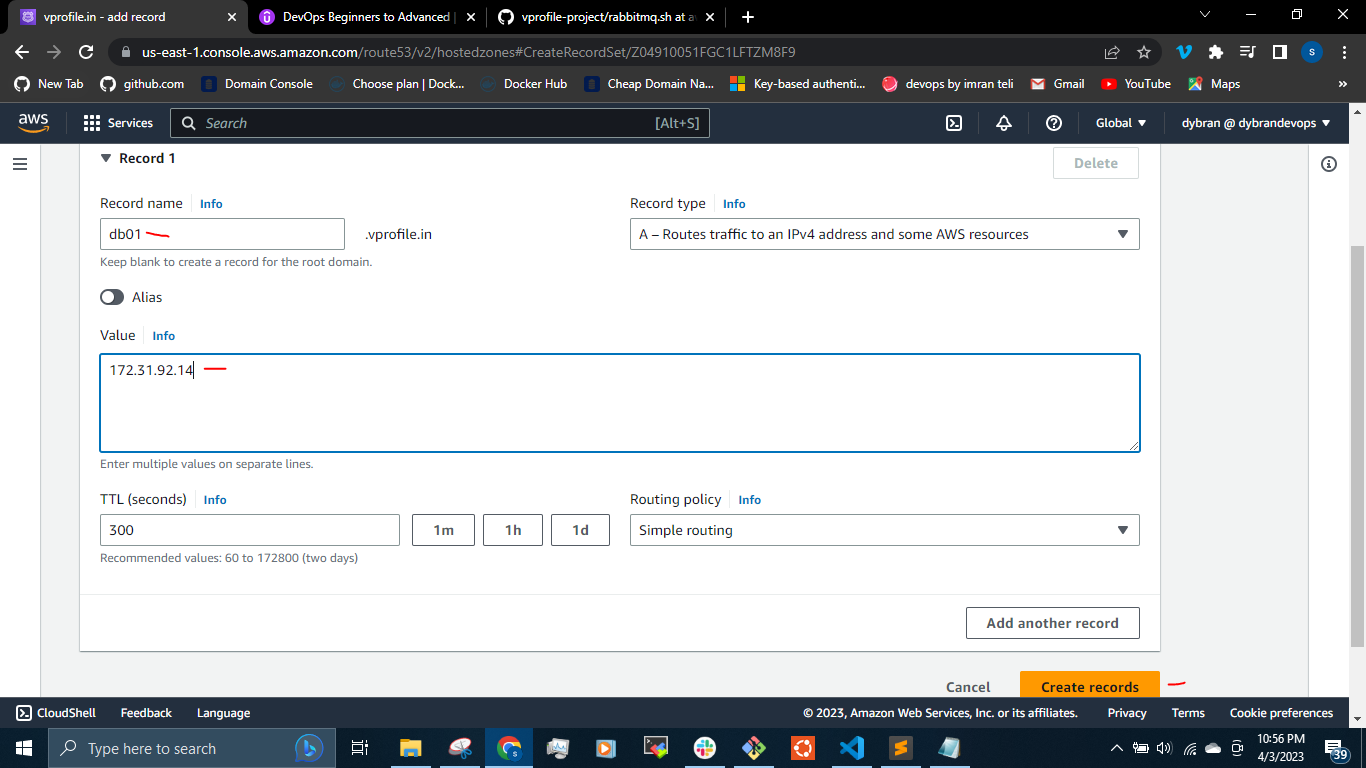 vprofile.in - add record
DevOps Beginners to Advanced |
vprofile-project/rabbitmq.sh at
us-east-1.console.aws.amazon.com/route53/v2/hostedzones#CreateRecordSet/Z04910051FGC1LFTZM8F9
S
New Tab
github.com
Domain Console
Choose plan | Dock...
Docker Hub
Cheap Domain Na...
Key-based authenti...
devops by imran teli
Gmail
YouTube
Maps
»
aws
Services
Search
[Alt+S]
Global
dybran @ dybrandevops
Record 1
Delete
Record name
Info
Record type
Info
db01
.vprofile.in
A – Routes traffic to an IPv4 address and some AWS resources
Keep blank to create a record for the root domain.
Alias
Value
Info
172.31.92.14
Enter multiple values on separate lines.
TTL (seconds)
Info
Routing policy
Info
300
1m
1h
1d
Simple routing
Recommended values: 60 to 172800 (two days)
Add another record
Cancel
Create records
CloudShell
Feedback
Language
© 2023, Amazon Web Services, Inc. or its affiliates.
Privacy
Terms
Cookie preferences
Type here to search
10:56 PM
4/3/2023
39